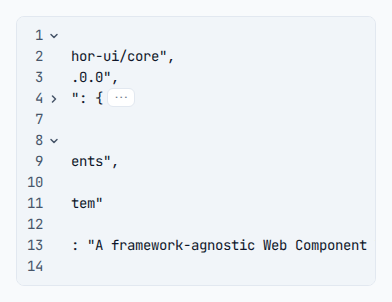 1
2 hor-ui/core",
3 .0.0",
4 ": { ...
7
8
9 ents",
10
11 tem"
12
13 : "A framework-agnostic Web Component
14